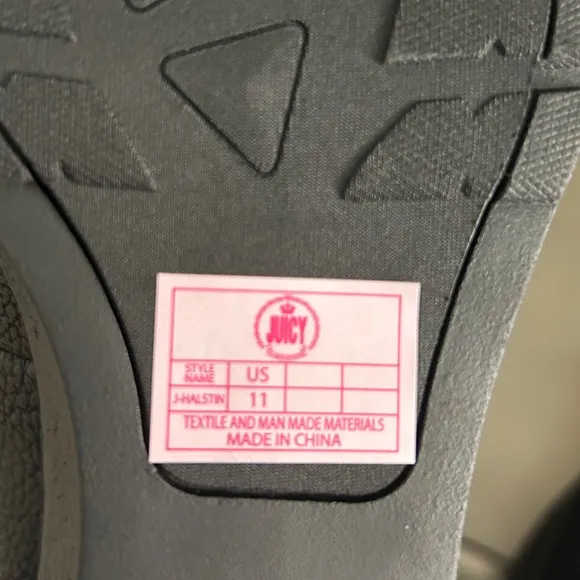 JUICY
STYLE NAME US
J-HALSTIN 11
TEXTILE AND MAN MADE MATERIALS
MADE IN CHINA